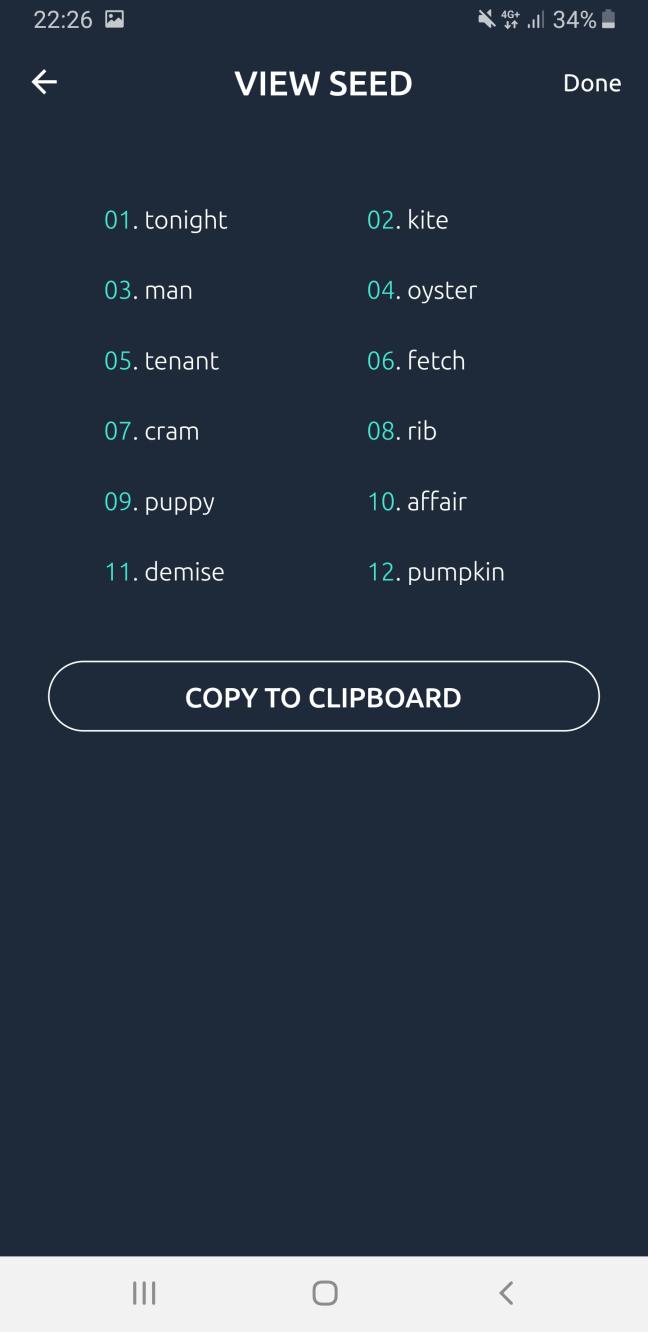 22:26 4G+ 34%
VIEW SEED Done
01. tonight 02. kite
03. man 04. oyster
05. tenant 06. fetch
07. cram 08. rib
09. puppy 10. affair
11. demise 12. pumpkin
COPY TO CLIPBOARD